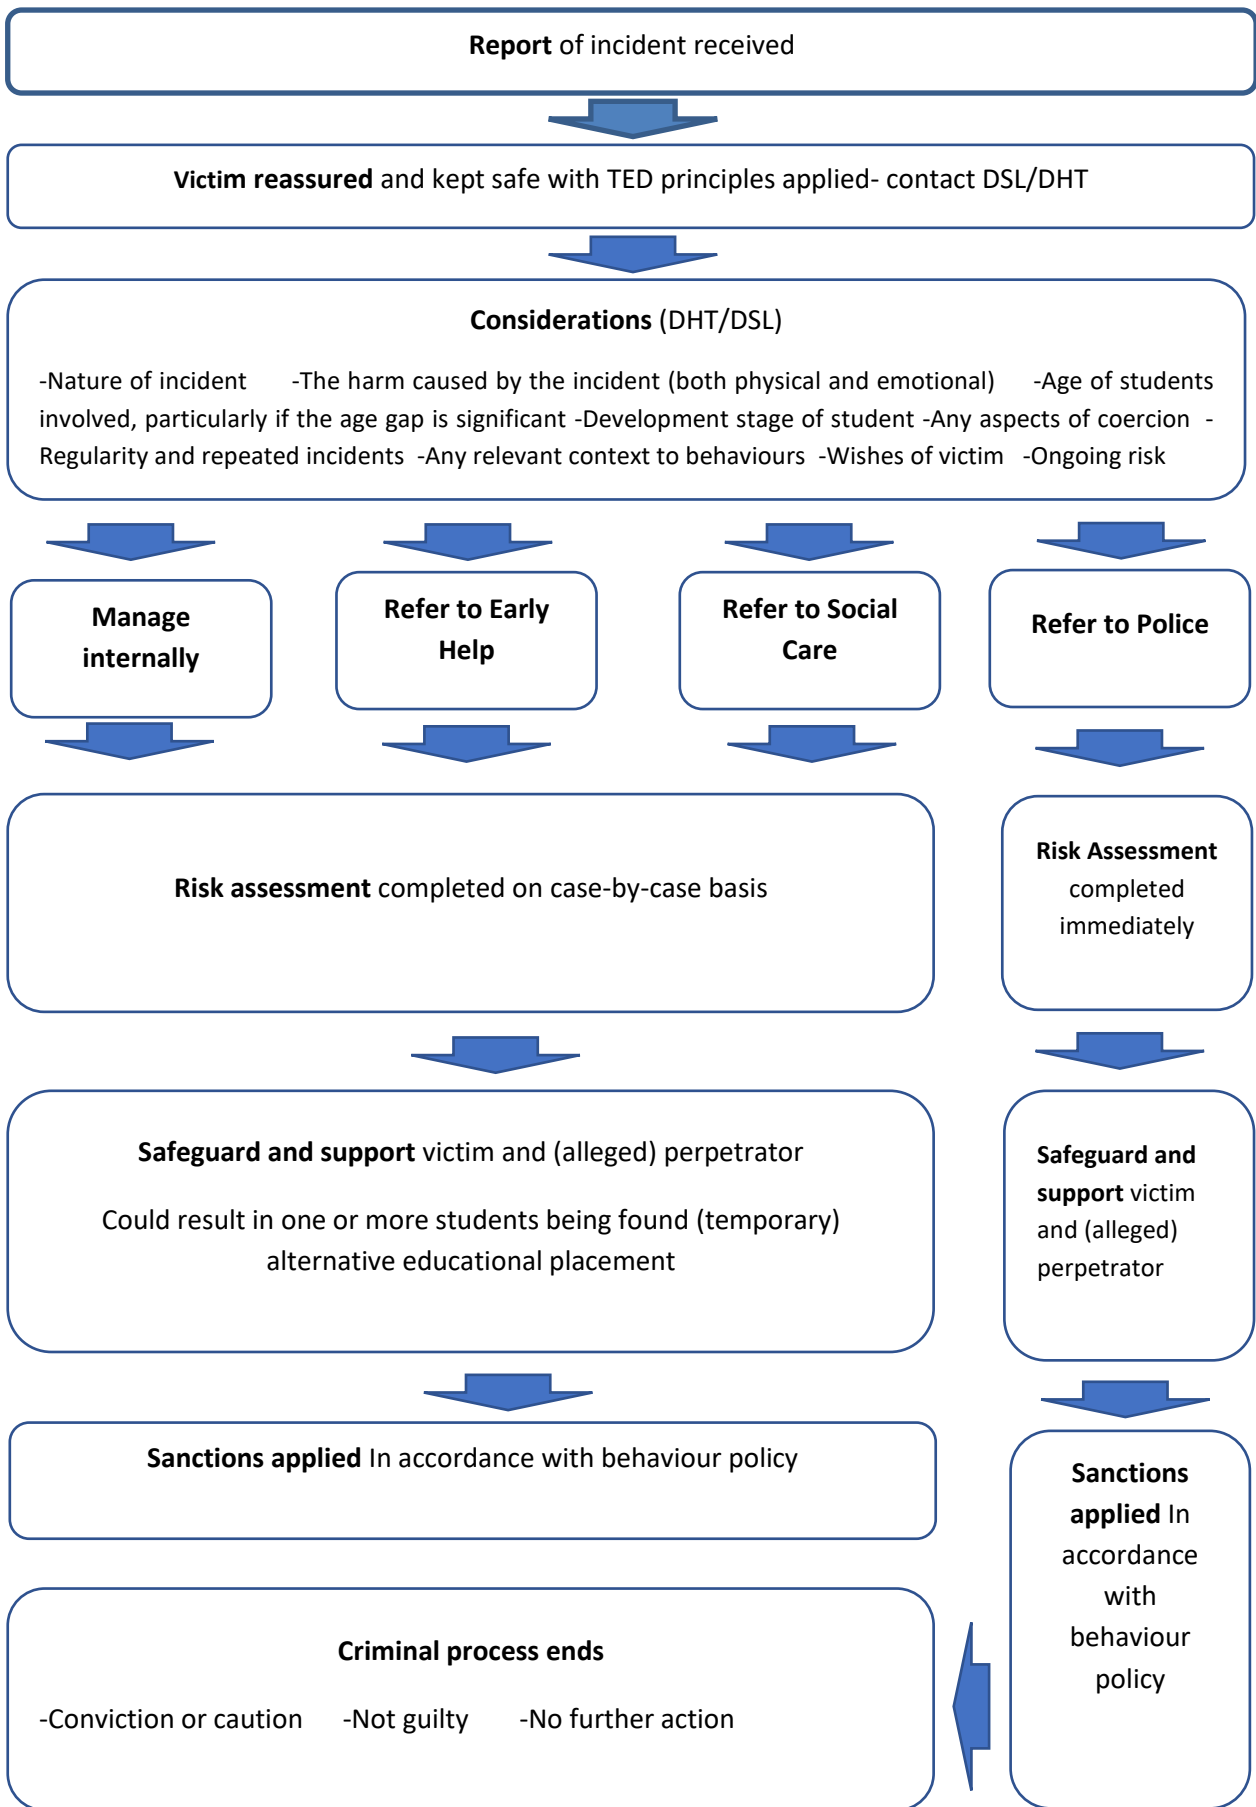 Report of incident received
Victim reassured and kept safe with TED principles applied- contact DSL/DHT
Considerations (DHT/DSL)
-Nature of incident -The harm caused by the incident (both physical and emotional) -Age of students
involved, particularly if the age gap is significant -Development stage of student -Any aspects of coercion -
Regularity and repeated incidents -Any relevant context to behaviours -Wishes of victim -Ongoing risk
Manage
internally
Refer to Early
Help
Refer to Social
Care
Refer to Police
Risk assessment completed on case-by-case basis
Risk Assessment
completed
immediately
Safeguard and support victim and (alleged) perpetrator
Could result in one or more students being found (temporary)
alternative educational placement
Safeguard and
support victim
and (alleged)
perpetrator
Sanctions applied In accordance with behaviour policy
Sanctions
applied In
accordance
with
behaviour
policy
Criminal process ends
-Conviction or caution -Not guilty -No further action